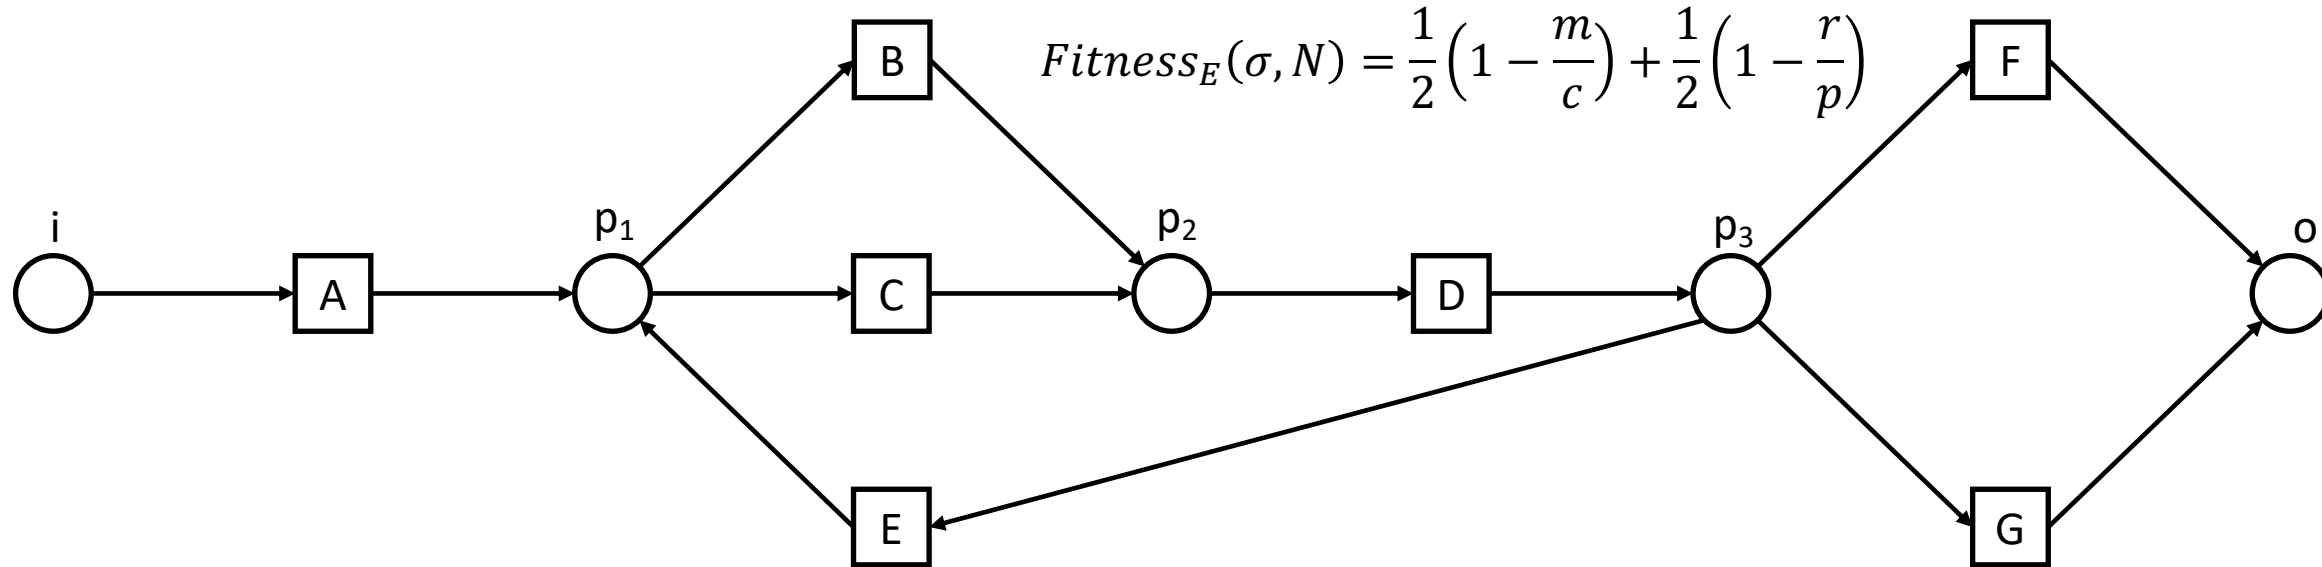 B
Fitness_E(σ, N) = 1/2 (1 − m/c) + 1/2 (1 − r/p)
F
i
p₁
p₂
p₃
o
A
C
D
E
G